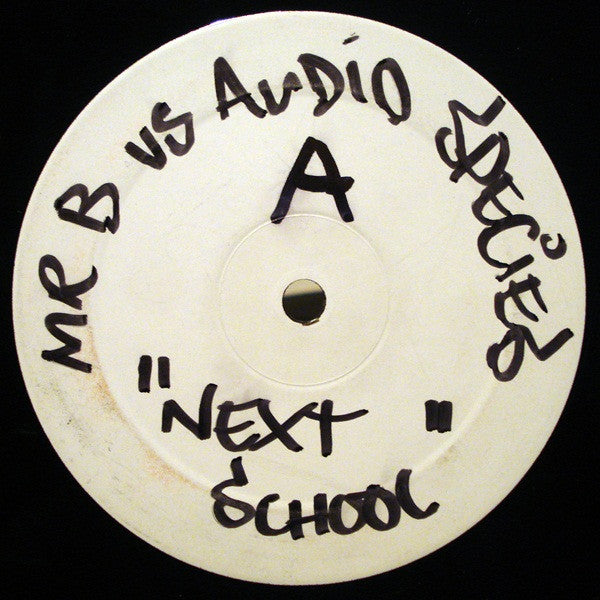 MR B VS AUDIO SPECIES
A
"NEXT"
SCHOOL